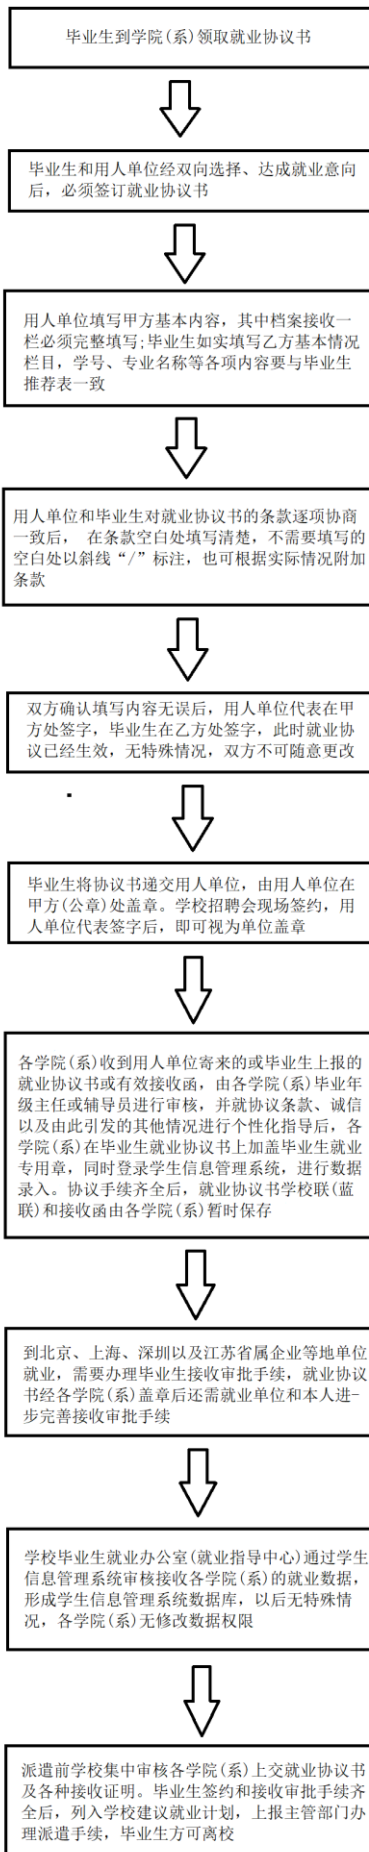 毕业生到学院(系)领取就业协议书
毕业生和用人单位经双向选择、达成就业意向
后，必须签订就业协议书
用人单位填写甲方基本内容，其中档案接收一
栏必须完整填写;毕业生如实填写乙方基本情况
栏目，学号、专业名称等各项内容要与毕业生
推荐表一致
用人单位和毕业生对就业协议书的条款逐项协商
一致后， 在条款空白处填写清楚，不需要填写的
空白处以斜线“/”标注，也可根据实际情况附加
条款
双方确认填写内容无误后，用人单位代表在甲
方处签字，毕业生在乙方处签字，此时就业协
议已经生效，无特殊情况，双方不可随意更改
毕业生将协议书递交用人单位，由用人单位在
甲方(公章)处盖章。学校招聘会现场签约，用
人单位代表签字后，即可视为单位盖章
各学院(系)收到用人单位寄来的或毕业生上报的
就业协议书或有效接收函，由各学院(系)毕业年
级主任或辅导员进行审核，并就协议条款、诚信
以及由此引发的其他情况进行个性化指导后，各
学院(系)在毕业生就业协议书上加盖毕业生就业
专用章，同时登录学生信息管理系统，进行数据
录入。协议手续齐全后，就业协议书学校联(蓝
联)和接收函由各学院(系)暂时保存
到北京、上海、深圳以及江苏省属企业等地单位
就业，需要办理毕业生接收审批手续，就业协议
书经各学院(系)盖章后还需就业单位和本人进一
步完善接收审批手续
学校毕业生就业办公室(就业指导中心)通过学生
信息管理系统审核接收各学院(系)的就业数据，
形成学生信息管理系统数据库，以后无特殊情
况，各学院(系)无修改数据权限
派遣前学校集中审核各学院(系)上交就业协议书
及各种接收证明。毕业生签约和接收审批手续齐
全后，列入学校建议就业计划，上报主管部门办
理派遣手续，毕业生方可离校